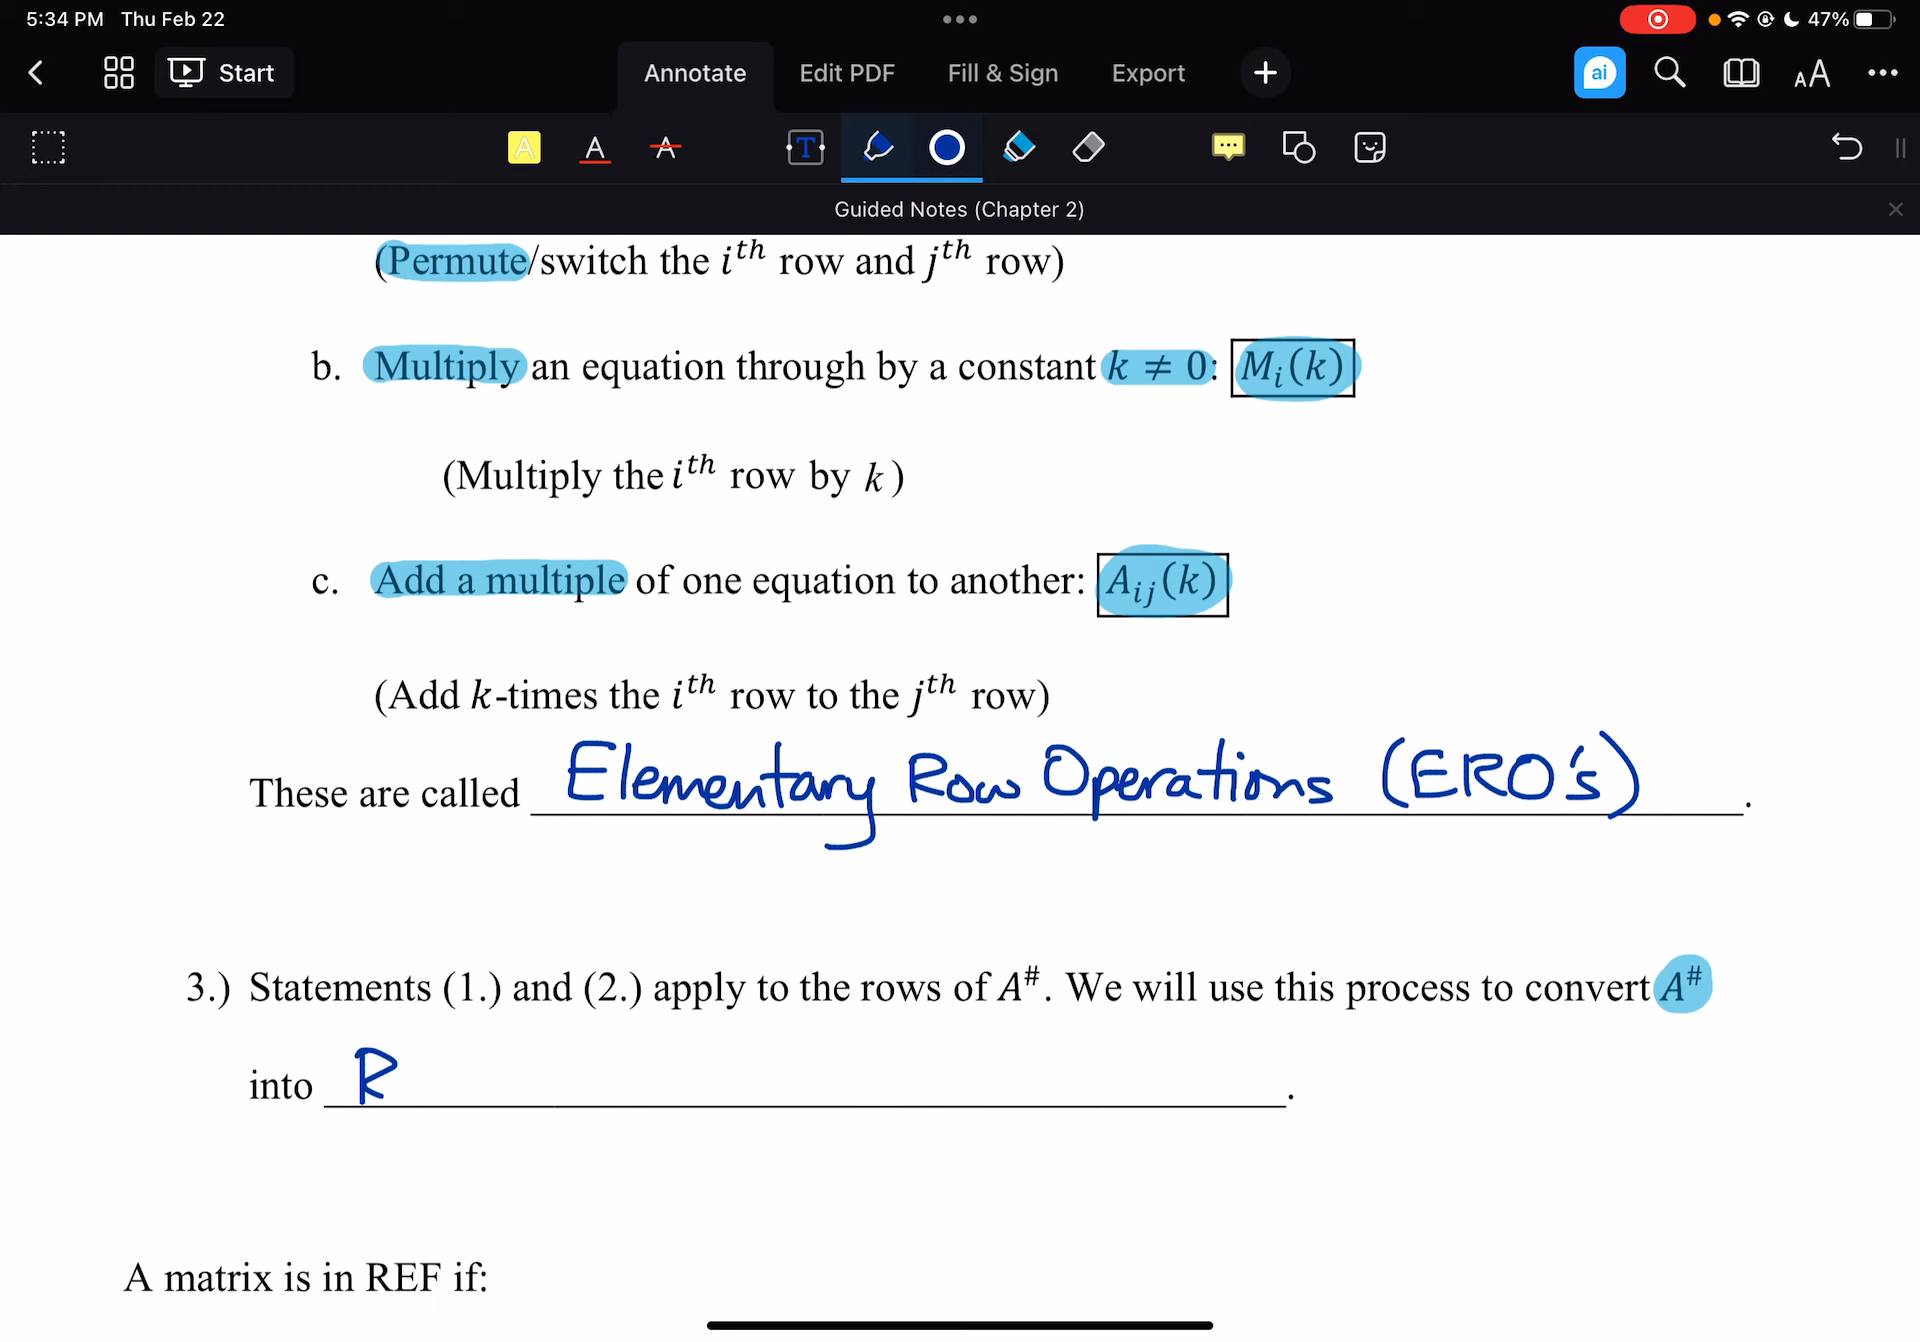 5:34 PM Thu Feb 22 ••• 47%
Start Annotate Edit PDF Fill & Sign Export + ai AA •••
A A A T
Guided Notes (Chapter 2) ×
(Permute/switch the i^{th} row and j^{th} row)
b. Multiply an equation through by a constant k ≠ 0: M_i(k)
(Multiply the i^{th} row by k)
c. Add a multiple of one equation to another: A_{ij}(k)
(Add k-times the i^{th} row to the j^{th} row)
These are called Elementary Row Operations (ERO's).
3.) Statements (1.) and (2.) apply to the rows of A^#. We will use this process to convert A^#
into R.
A matrix is in REF if: